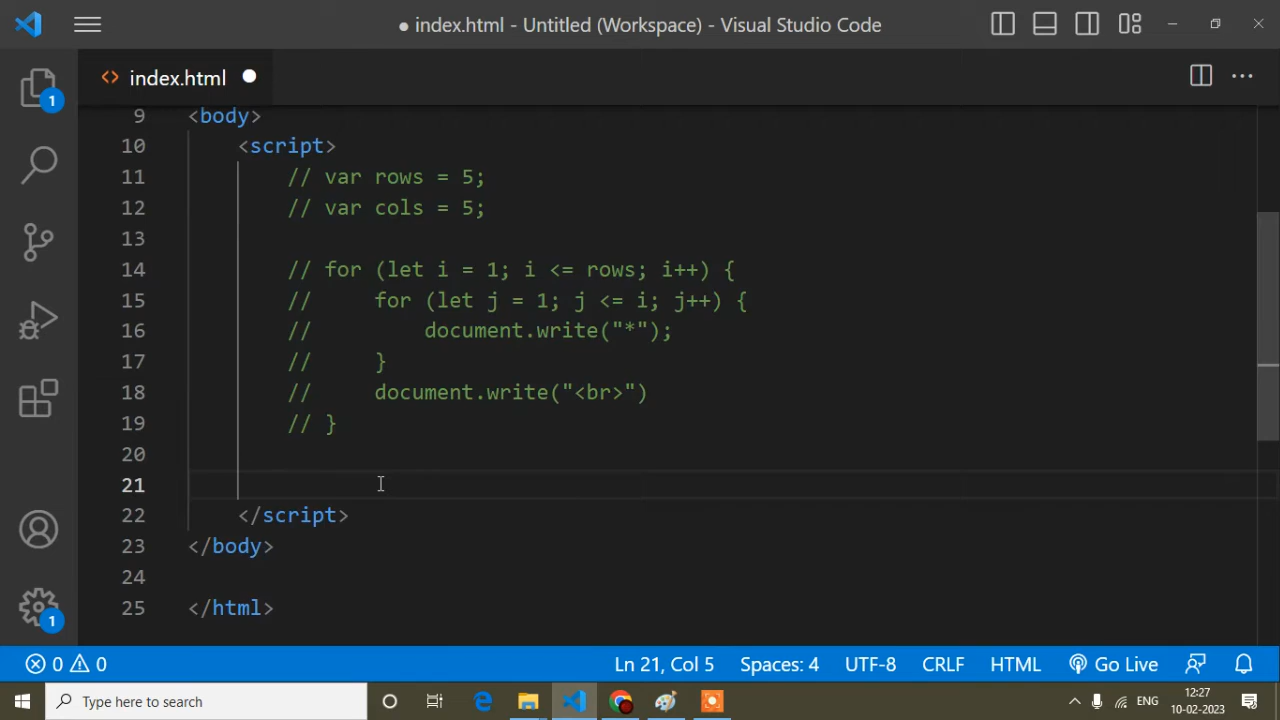 ● index.html - Untitled (Workspace) - Visual Studio Code
1
<> index.html
9 <body>
10 <script>
11 // var rows = 5;
12 // var cols = 5;
13
14 // for (let i = 1; i <= rows; i++) {
15 //     for (let j = 1; j <= i; j++) {
16 //         document.write("*");
17 //     }
18 //     document.write("<br>")
19 // }
20
21
22 </script>
23 </body>
24
25 </html>
1
0 0 Ln 21, Col 5 Spaces: 4 UTF-8 CRLF HTML Go Live
Type here to search ENG 12:27
10-02-2023